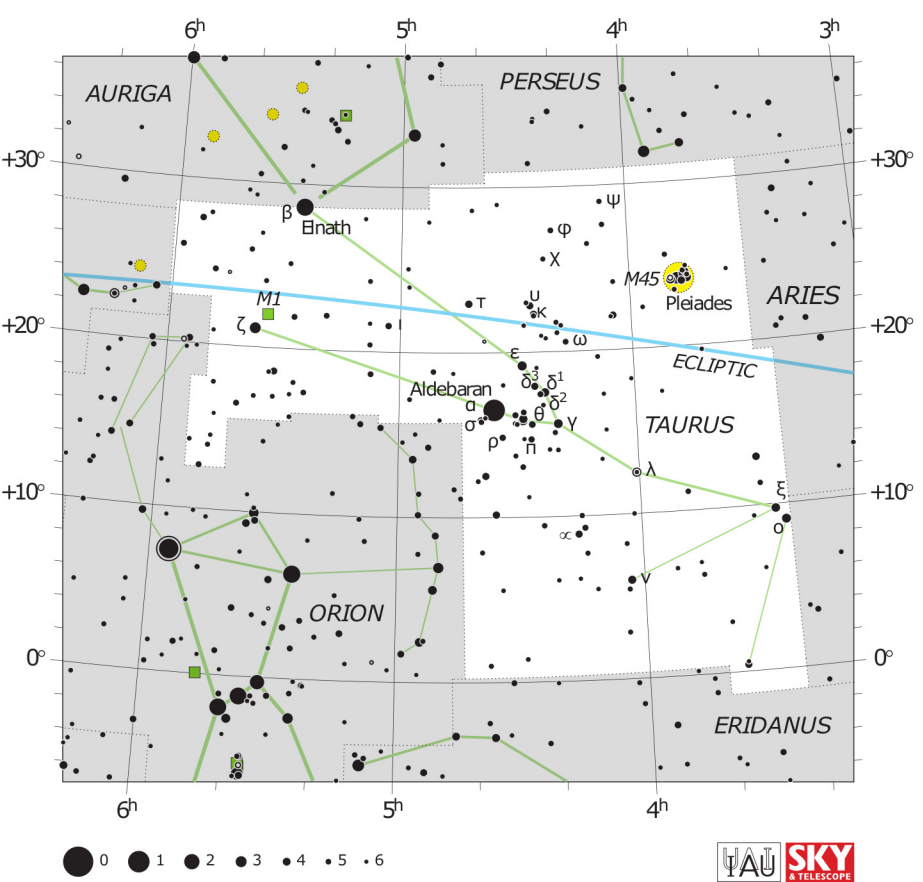 6h 5h 4h 3h
AURIGA
PERSEUS
+30° +30°
ψ
β
Elnath
φ
χ
M45
Pleiades
M1
ARIES
τ
υ
κ
+20° +20°
ζ
ι
ω
ε
ECLIPTIC
δ3 δ1
Aldebaran
δ2
α
θ
γ
TAURUS
σ
ρ
π
λ
+10° +10°
ξ
ο
∝
ν
ORION
0° 0°
ERIDANUS
6h 5h 4h
0 1 2 3 4 5 6
IAU
SKY
& TELESCOPE